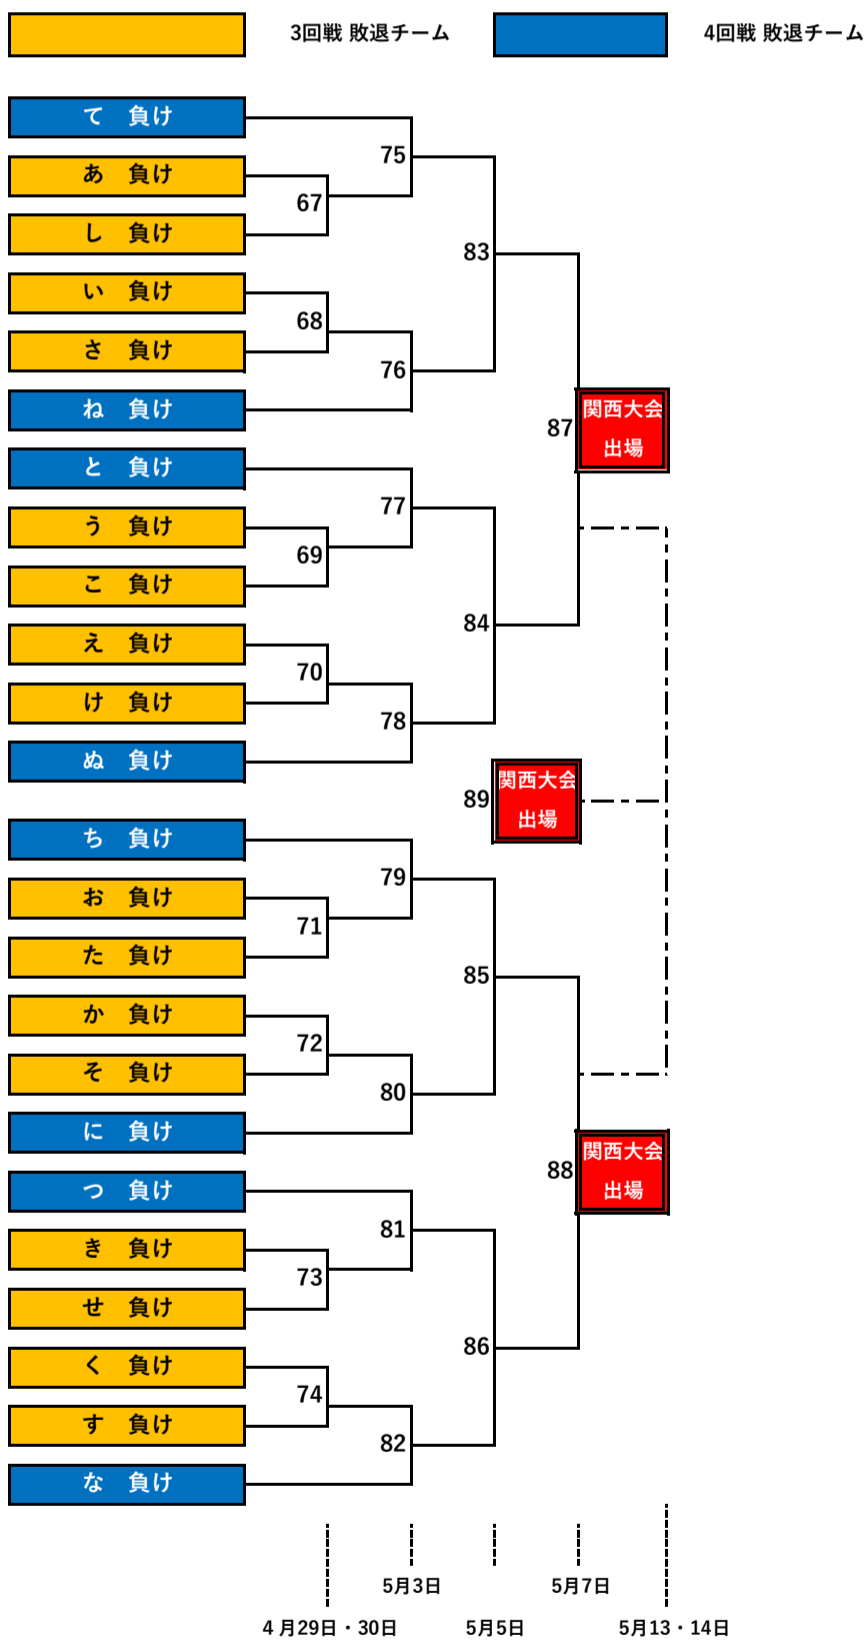 3回戦 敗退チーム
4回戦 敗退チーム
て 負け
75
あ 負け
67
し 負け
83
い 負け
68
さ 負け
76
ね 負け
関西大会
出場
87
と 負け
77
う 負け
69
こ 負け
84
え 負け
70
け 負け
78
ぬ 負け
関西大会
出場
89
ち 負け
79
お 負け
71
た 負け
85
か 負け
72
そ 負け
80
に 負け
関西大会
出場
88
つ 負け
81
き 負け
73
せ 負け
86
く 負け
74
す 負け
82
な 負け
5月3日
5月7日
4 月29日・30日
5月5日
5月13・14日